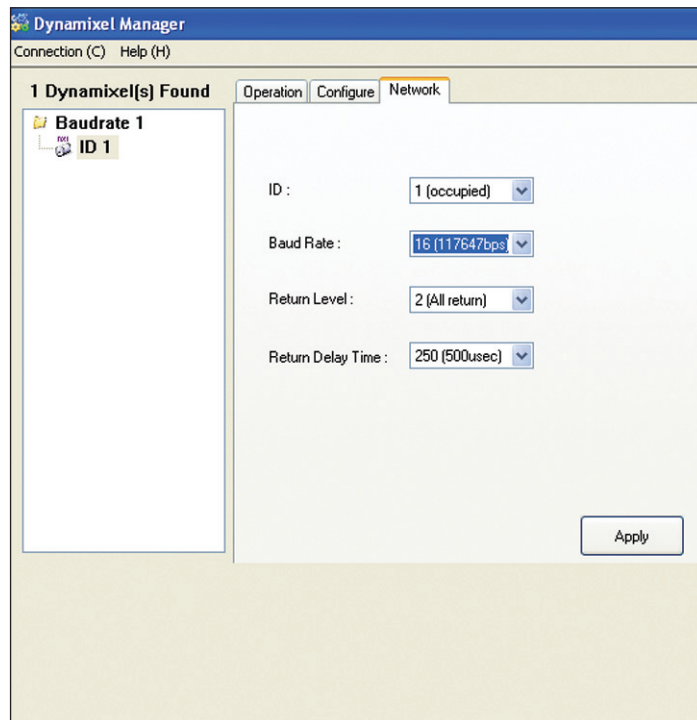 Dynamixel Manager
Connection (C) Help (H)
1 Dynamixel(s) Found
Baudrate 1
ID 1
Operation Configure Network
ID : 1 (occupied)
Baud Rate : 16 (117647bps)
Return Level : 2 (All return)
Return Delay Time : 250 (500usec)
Apply